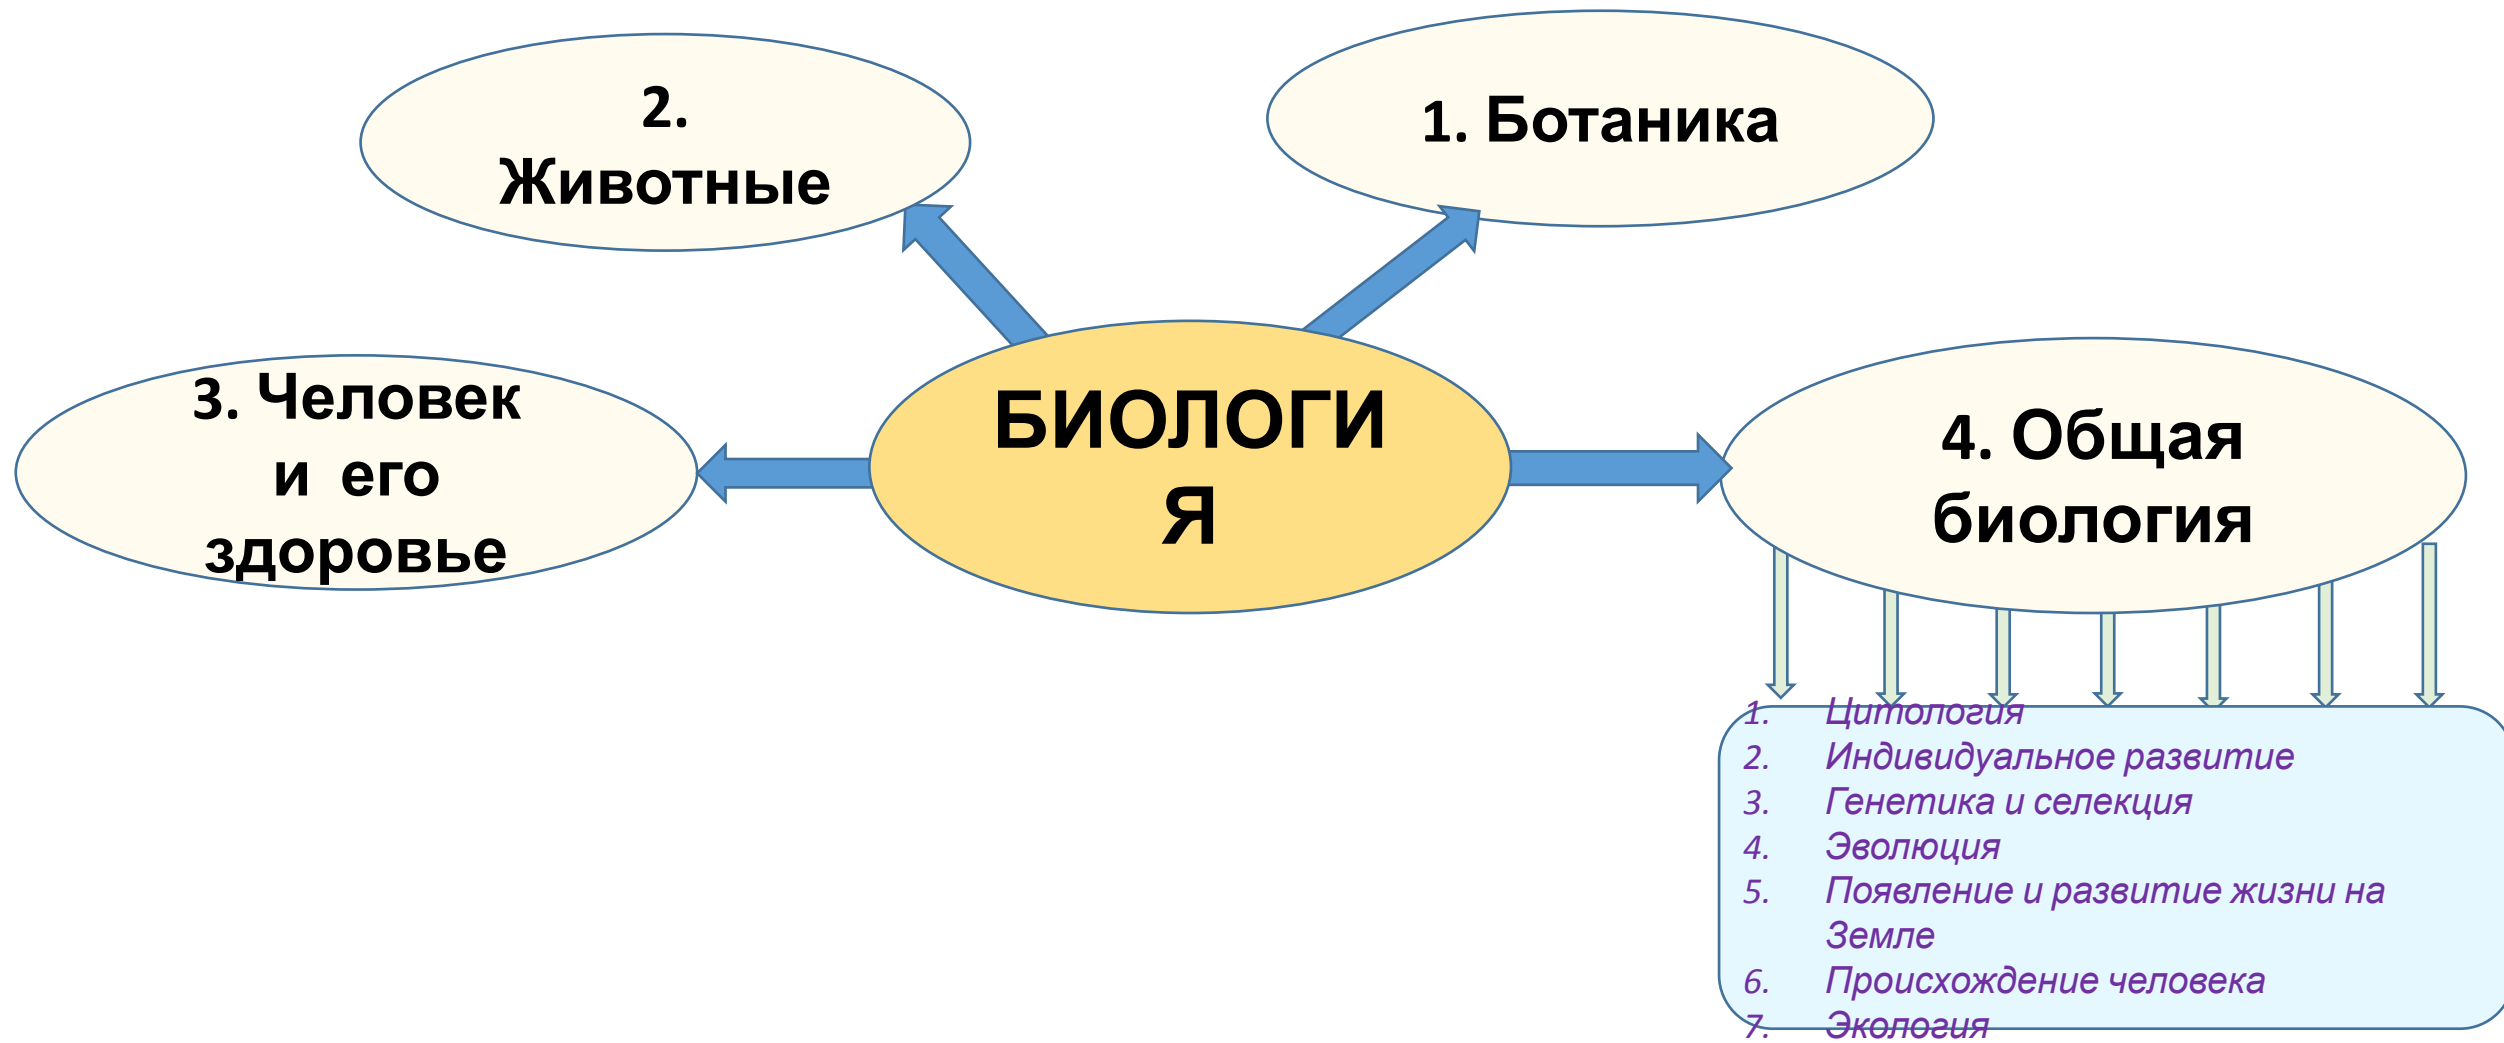 2.
Животные
1. Ботаника
3. Человек
и его
здоровье
БИОЛОГИ
Я
4. Общая
биология
1. Цитология
2. Индивидуальное развитие
3. Генетика и селекция
4. Эволюция
5. Появление и развитие жизни на
Земле
6. Происхождение человека
7. Экология